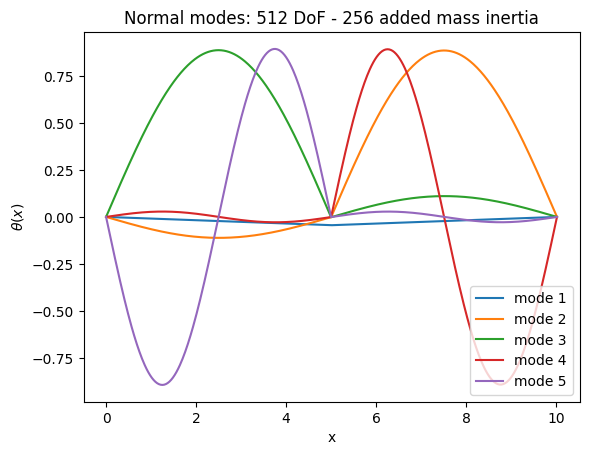 Normal modes: 512 DoF - 256 added mass inertia
θ(x)
0.75
0.50
0.25
0.00
−0.25
−0.50
−0.75
0 2 4 6 8 10
x
mode 1
mode 2
mode 3
mode 4
mode 5